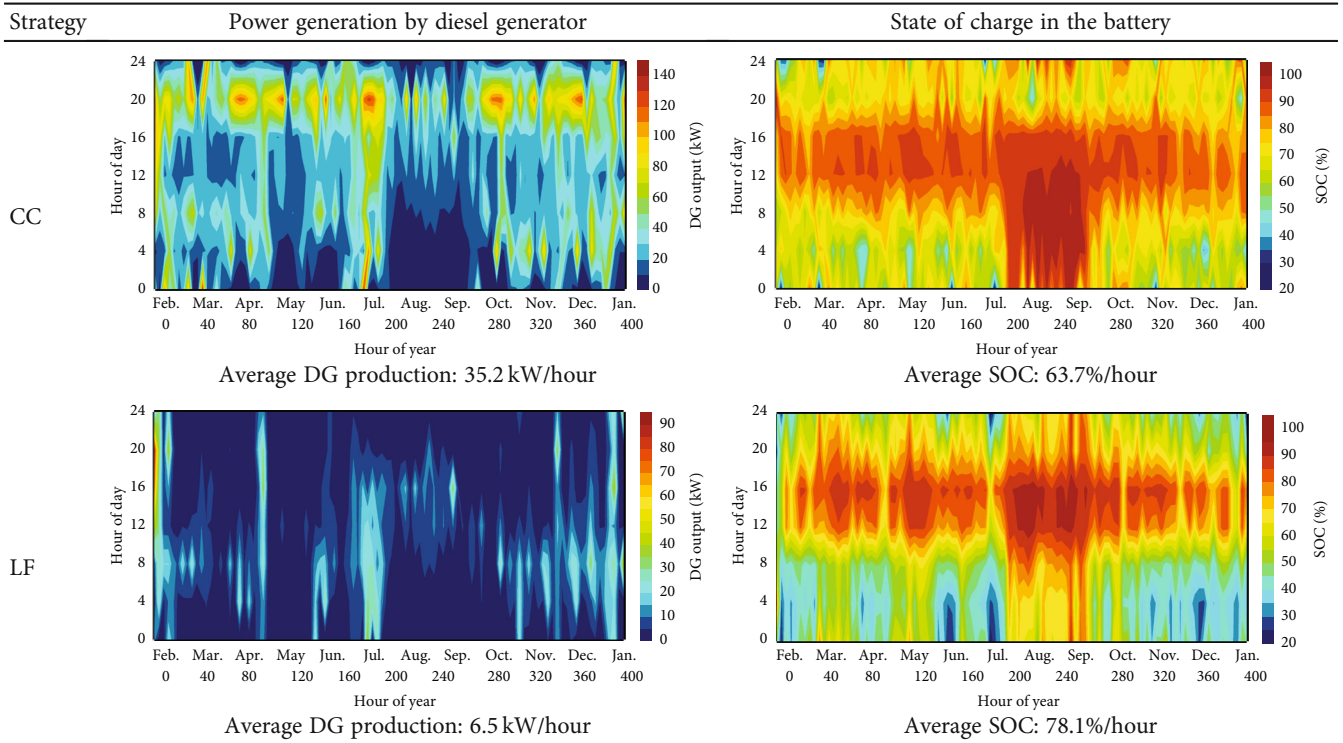 Strategy Power generation by diesel generator State of charge in the battery
CC
Hour of day
24
20
16
12
8
4
0
Feb. Mar. Apr. May Jun. Jul. Aug. Sep. Oct. Nov. Dec. Jan.
0 40 80 120 160 200 240 280 320 360 400
Hour of year
140
120
100
80
60
40
20
0
DG output (kW)
Average DG production: 35.2 kW/hour
Hour of day
24
20
16
12
8
4
0
Feb. Mar. Apr. May Jun. Jul. Aug. Sep. Oct. Nov. Dec. Jan.
0 40 80 120 160 200 240 280 320 360 400
Hour of year
100
90
80
70
60
50
40
30
20
SOC (%)
Average SOC: 63.7%/hour
LF
Hour of day
24
20
16
12
8
4
0
Feb. Mar. Apr. May Jun. Jul. Aug. Sep. Oct. Nov. Dec. Jan.
0 40 80 120 160 200 240 280 320 360 400
Hour of year
90
80
70
60
50
40
30
20
10
0
DG output (kW)
Average DG production: 6.5 kW/hour
Hour of day
24
20
16
12
8
4
0
Feb. Mar. Apr. May Jun. Jul. Aug. Sep. Oct. Nov. Dec. Jan.
0 40 80 120 160 200 240 280 320 360 400
Hour of year
100
90
80
70
60
50
40
30
20
SOC (%)
Average SOC: 78.1%/hour